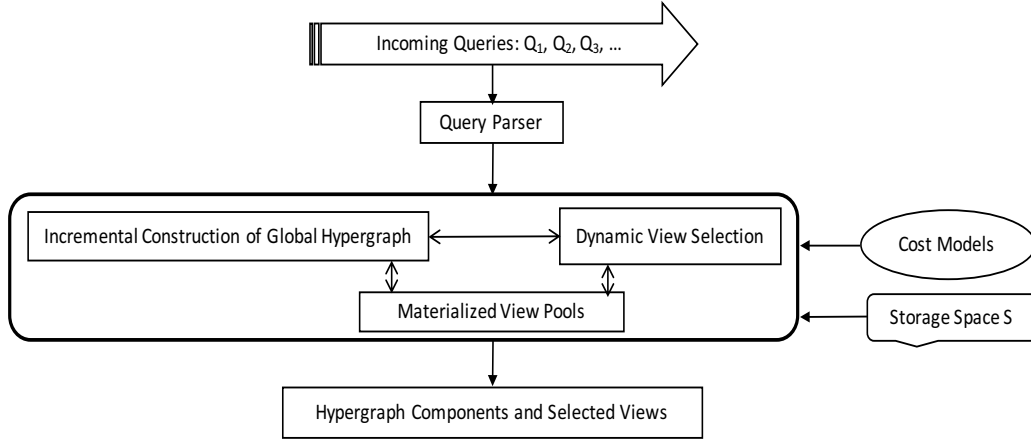 Incoming Queries: Q₁, Q₂, Q₃, ...
Query Parser
Incremental Construction of Global Hypergraph
Dynamic View Selection
Cost Models
Materialized View Pools
Storage Space S
Hypergraph Components and Selected Views